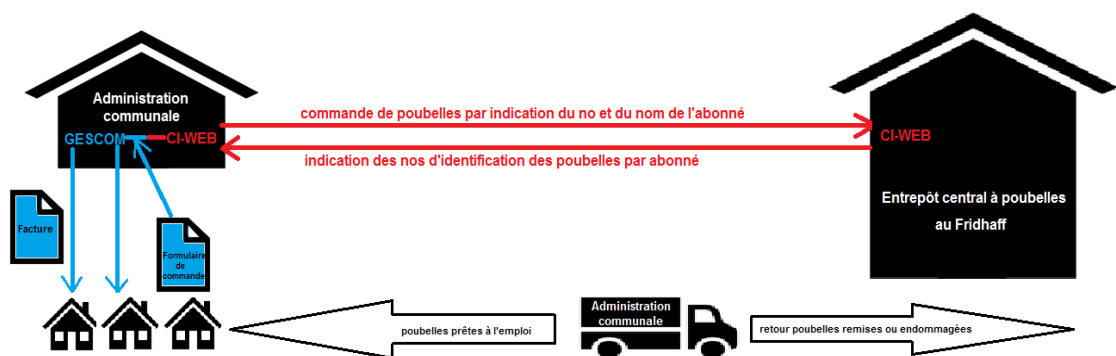 Administration
communale
GESCOM
CI-WEB
commande de poubelles par indication du no et du nom de l'abonné
indication des nos d'identification des poubelles par abonné
CI-WEB
Entrepôt central à poubelles
au Fridhaff
Facture
Formulaire
de
commande
poubelles prêtes à l'emploi
Administration
communale
retour poubelles remises ou endommagées